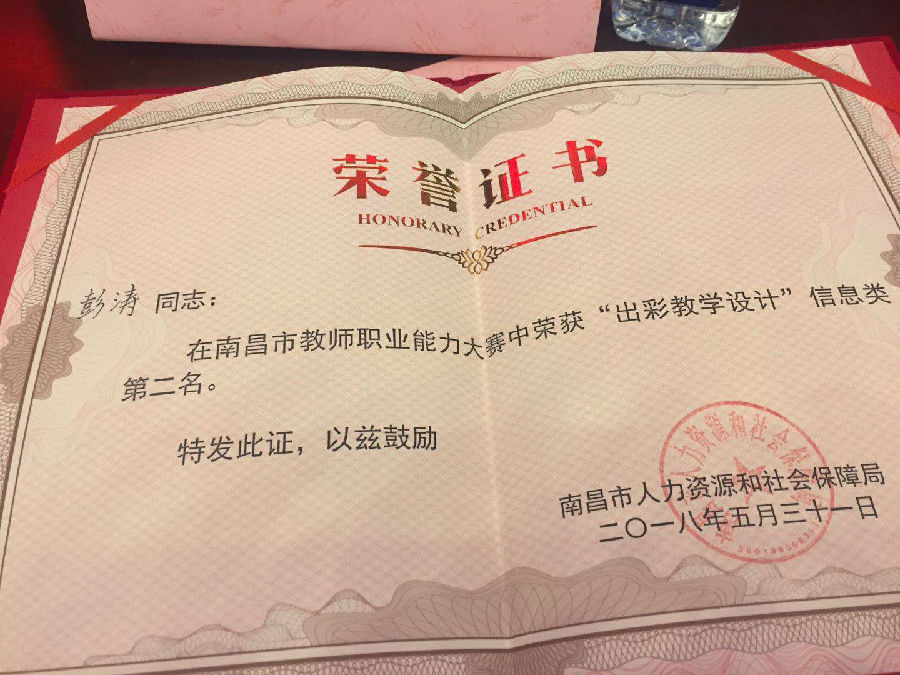 荣誉证书
HONORARY CREDENTIAL
彭涛 同志：
在南昌市教师职业能力大赛中荣获“出彩教学设计”信息类
第二名。
特发此证，以兹鼓励
南昌市人力资源和社会保障局
二〇一八年五月三十一日